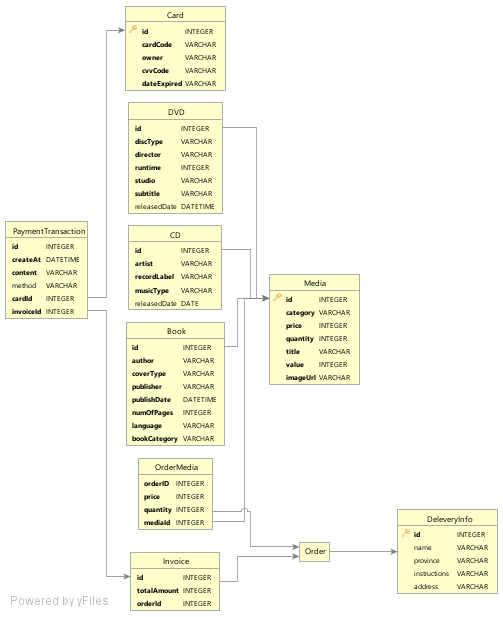 Card
id INTEGER
cardCode VARCHAR
owner VARCHAR
cvvCode VARCHAR
dateExpired VARCHAR
DVD
id INTEGER
discType VARCHAR
director VARCHAR
runtime INTEGER
studio VARCHAR
subtitle VARCHAR
releasedDate DATETIME
PaymentTransaction
id INTEGER
createAt DATETIME
content VARCHAR
method VARCHAR
cardId INTEGER
invoiceId INTEGER
CD
id INTEGER
artist VARCHAR
recordLabel VARCHAR
musicType VARCHAR
releasedDate DATE
Media
id INTEGER
category VARCHAR
price INTEGER
quantity INTEGER
title VARCHAR
value INTEGER
imageUrl VARCHAR
Book
id INTEGER
author VARCHAR
coverType VARCHAR
publisher VARCHAR
publishDate DATETIME
numOfPages INTEGER
language VARCHAR
bookCategory VARCHAR
OrderMedia
orderID INTEGER
price INTEGER
quantity INTEGER
mediaId INTEGER
Order
DeleveryInfo
id INTEGER
name VARCHAR
province VARCHAR
instructions VARCHAR
address VARCHAR
Invoice
id INTEGER
totalAmount INTEGER
orderId INTEGER
Powered by yFiles